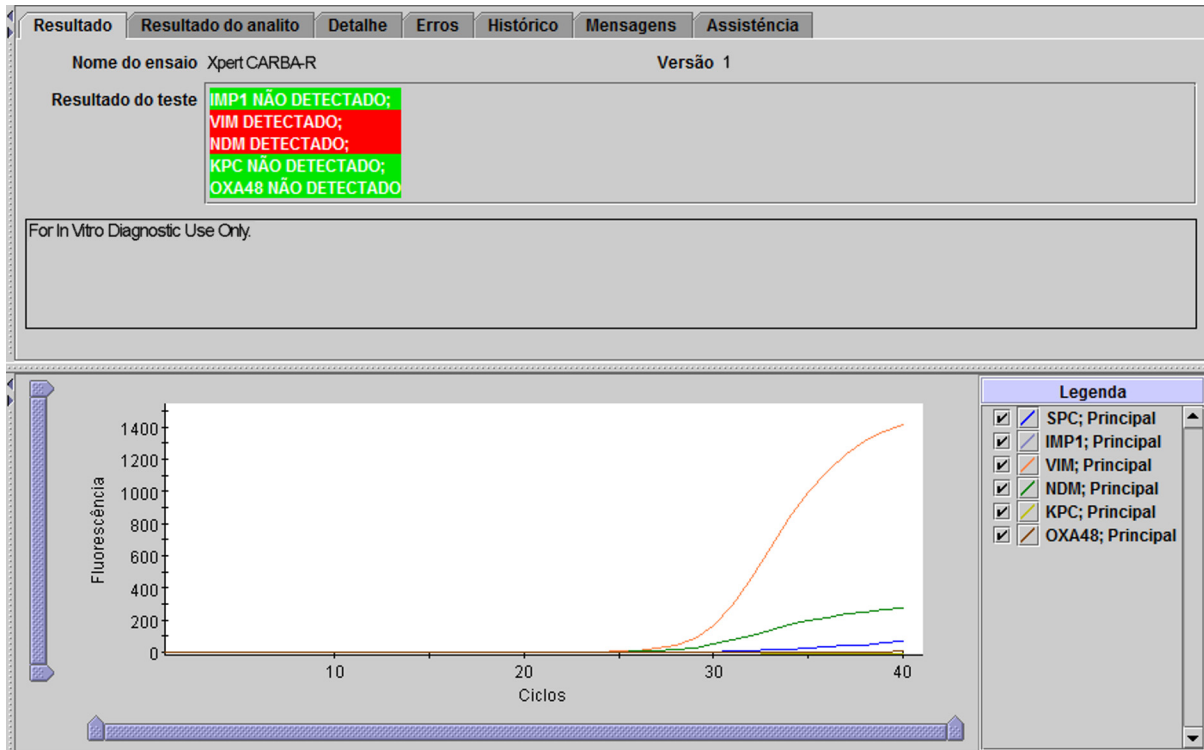 Resultado Resultado do analito Detalhe Erros Histórico Mensagens Assisténcia
Nome do ensaio Xpert CARBA-R Versão 1
Resultado do teste IMP1 NÃO DETECTADO;
VIM DETECTADO;
NDM DETECTADO;
KPC NÃO DETECTADO;
OXA48 NÃO DETECTADO
For In Vitro Diagnostic Use Only.
Legenda
SPC; Principal
IMP1; Principal
VIM; Principal
NDM; Principal
KPC; Principal
OXA48; Principal
Fluorescência
1400
1200
1000
800
600
400
200
0
10 20 30 40
Ciclos